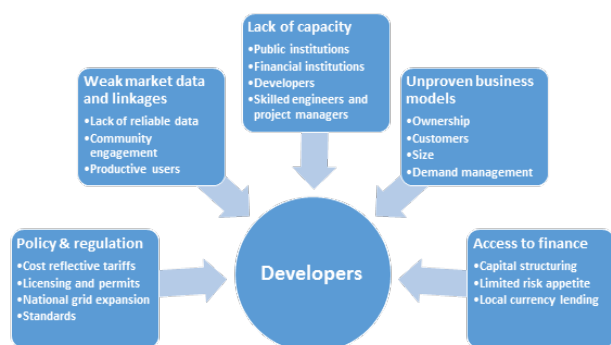 Lack of capacity
•Public institutions
•Financial institutions
•Developers
•Skilled engineers and
project managers
Weak market data
and linkages
•Lack of reliable data
•Community
engagement
•Productive users
Unproven business
models
•Ownership
•Customers
•Size
•Demand management
Policy & regulation
•Cost reflective tariffs
•Licensing and permits
•National grid expansion
•Standards
Developers
Access to finance
•Capital structuring
•Limited risk appetite
•Local currency lending